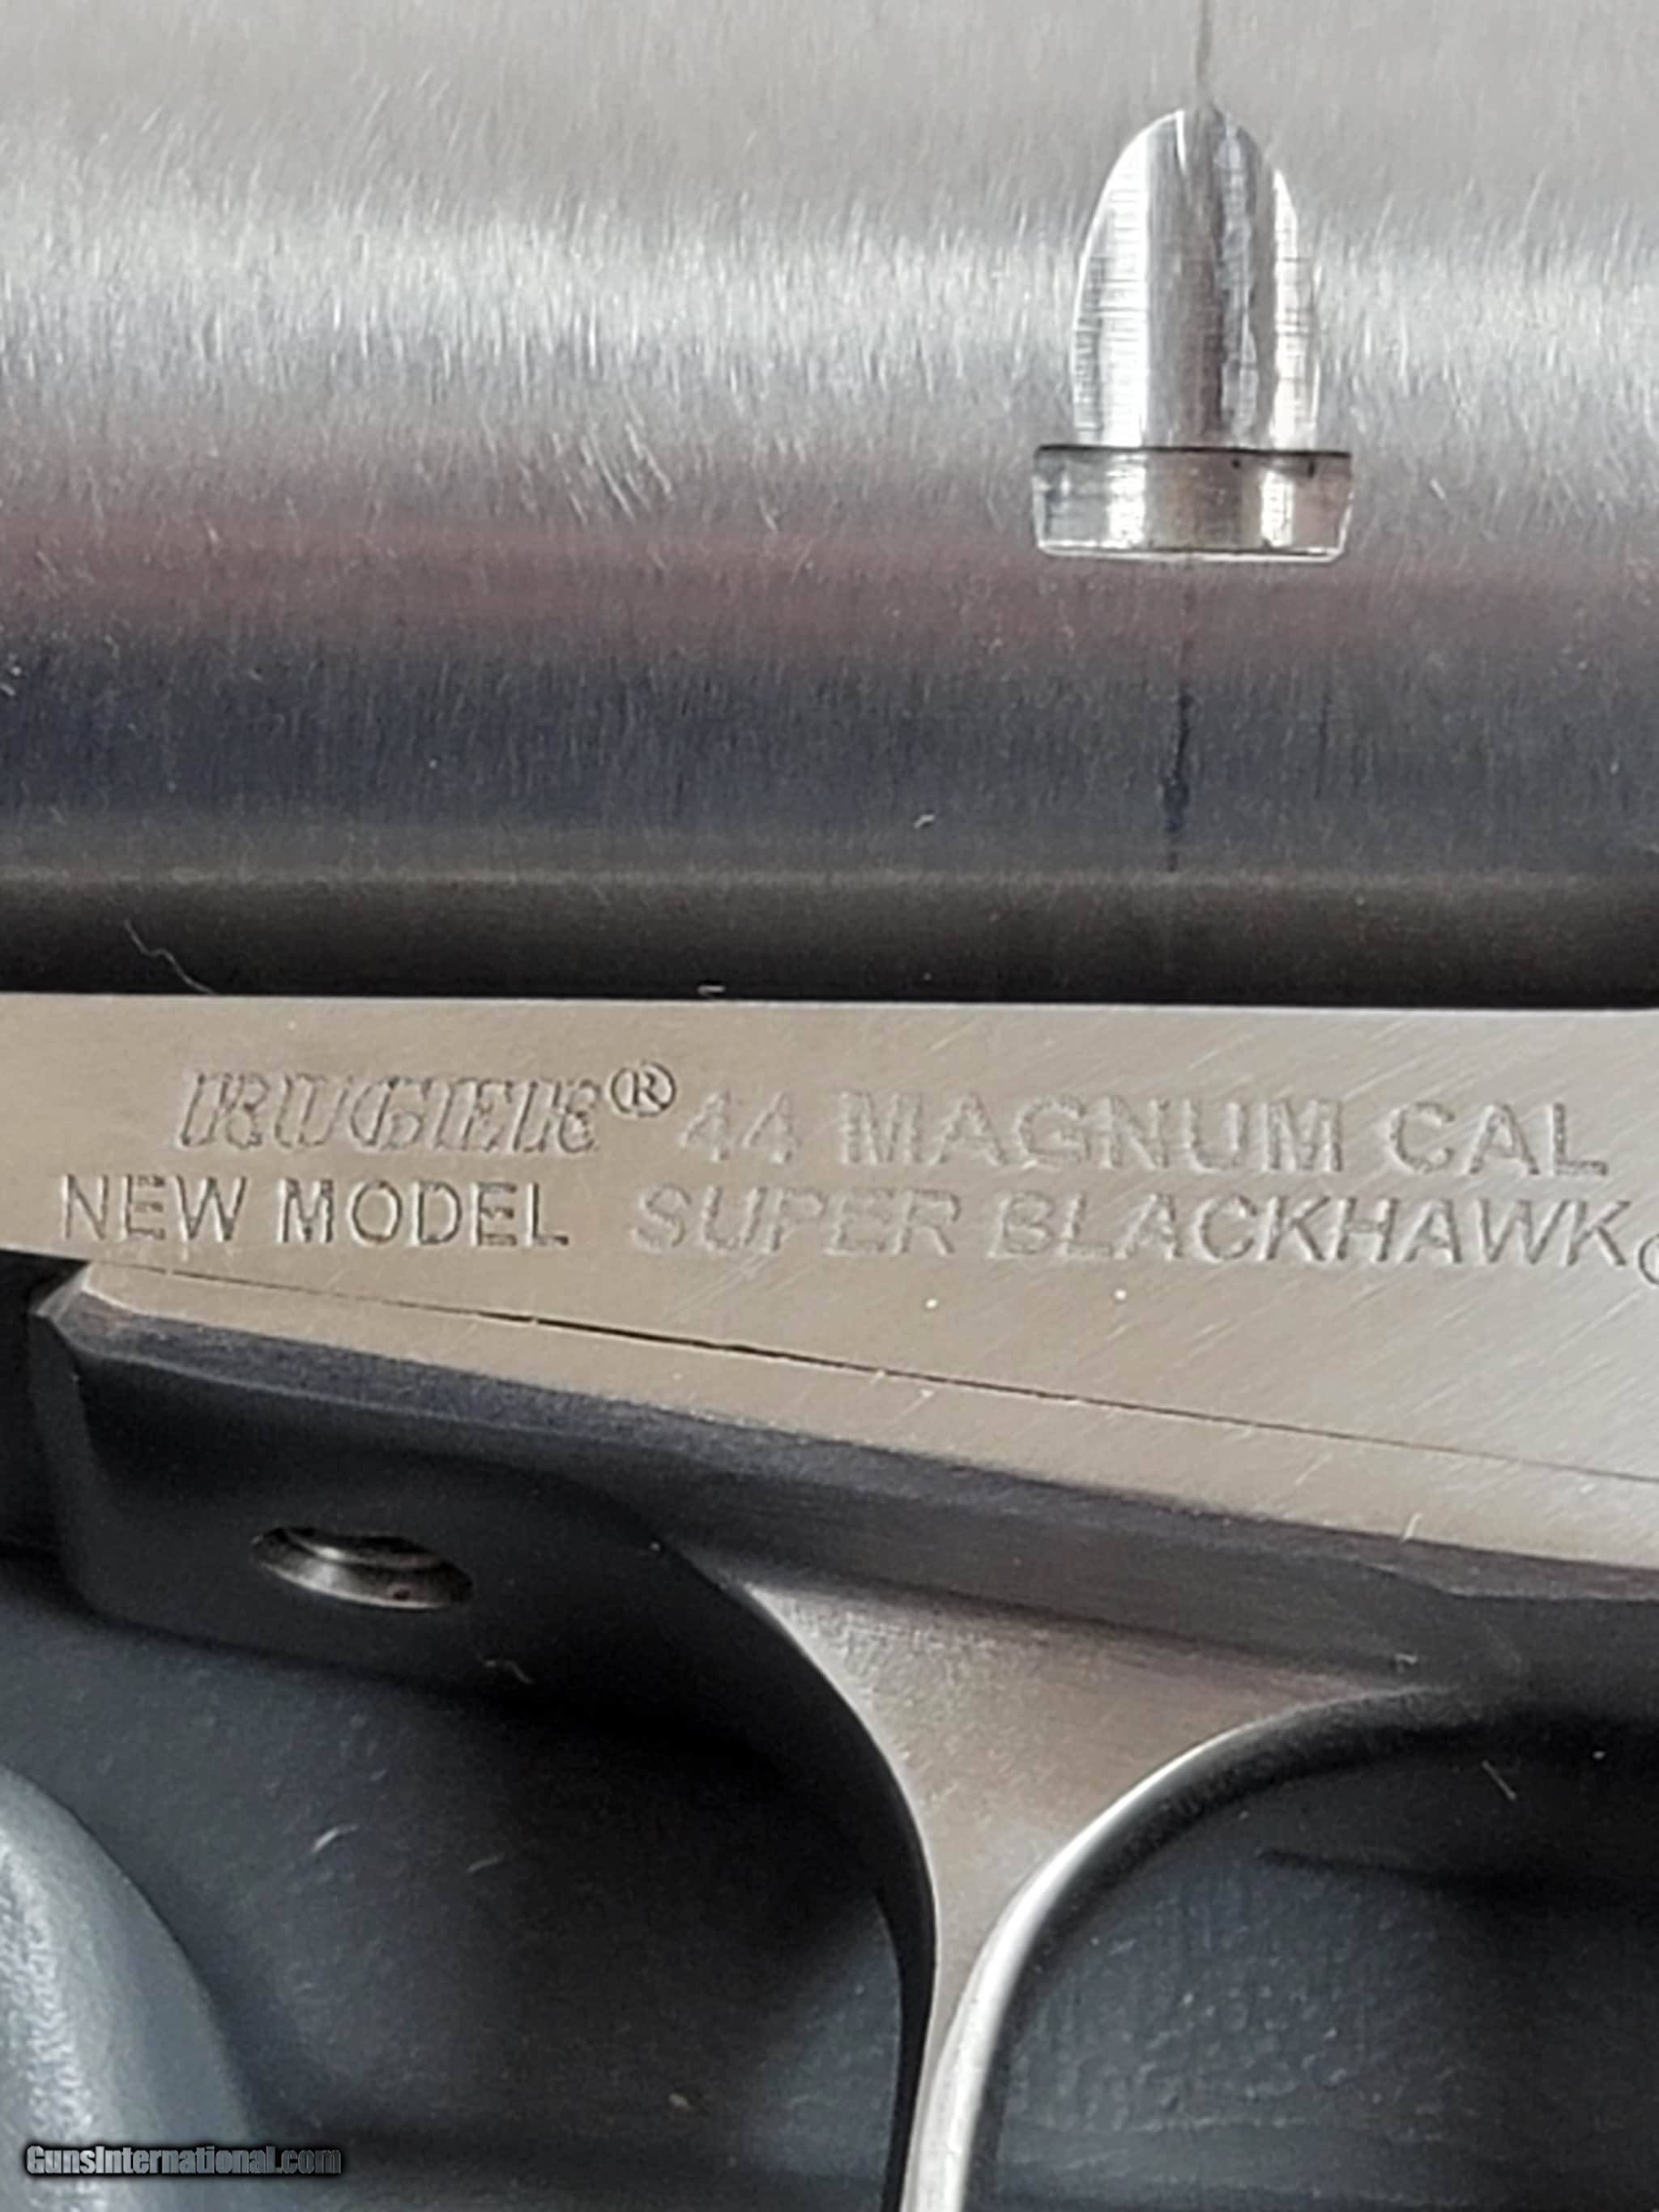 RUGER® 44 MAGNUM CAL
NEW MODEL SUPER BLACKHAWK
GunsInternational.com